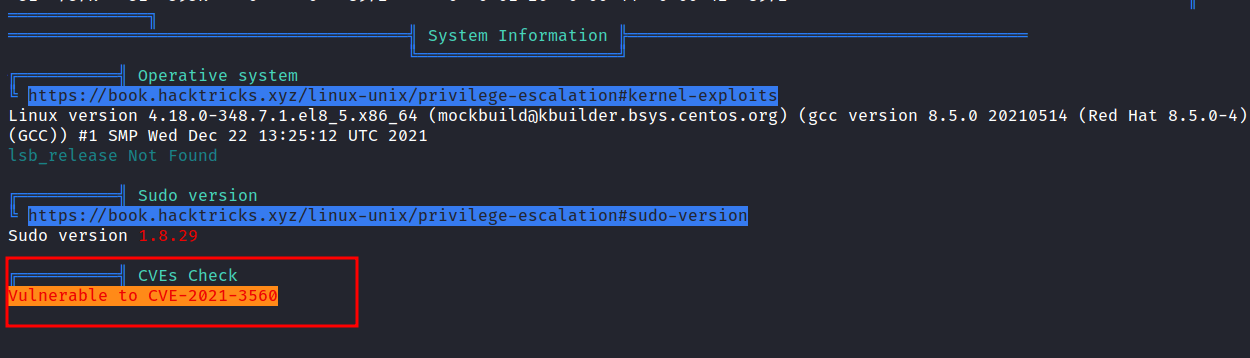 System Information
Operative system
https://book.hacktricks.xyz/linux-unix/privilege-escalation#kernel-exploits
Linux version 4.18.0-348.7.1.el8_5.x86_64 (mockbuild@kbuilder.bsys.centos.org) (gcc version 8.5.0 20210514 (Red Hat 8.5.0-4)
(GCC)) #1 SMP Wed Dec 22 13:25:12 UTC 2021
lsb_release Not Found
Sudo version
https://book.hacktricks.xyz/linux-unix/privilege-escalation#sudo-version
Sudo version 1.8.29
CVEs Check
Vulnerable to CVE-2021-3560